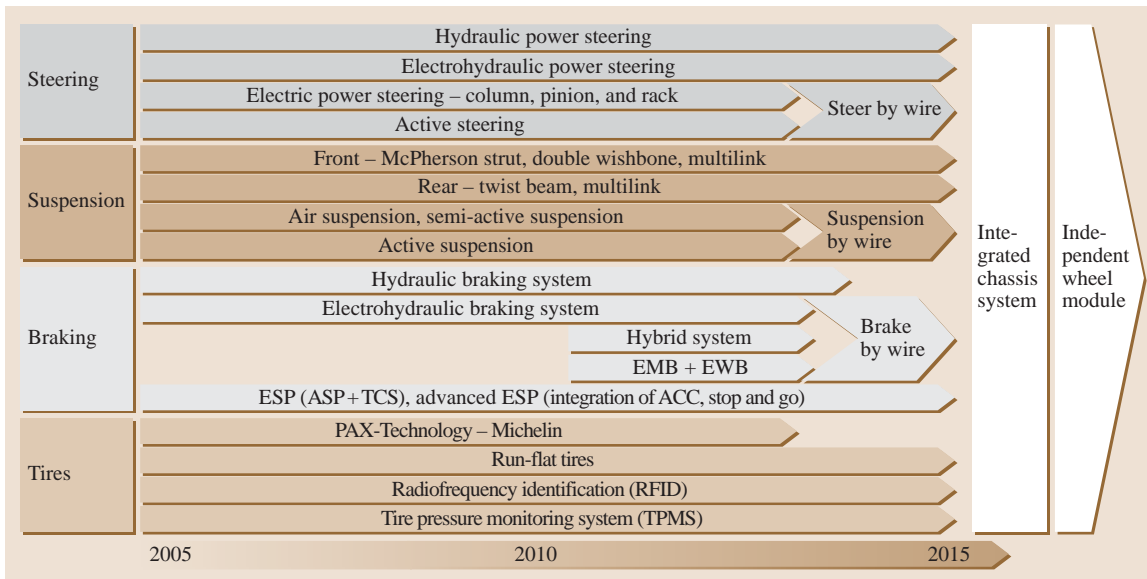 Steering
Hydraulic power steering
Electrohydraulic power steering
Electric power steering – column, pinion, and rack
Active steering
Steer by wire
Suspension
Front – McPherson strut, double wishbone, multilink
Rear – twist beam, multilink
Air suspension, semi-active suspension
Active suspension
Suspension
by wire
Braking
Hydraulic braking system
Electrohydraulic braking system
Hybrid system
EMB + EWB
Brake
by wire
ESP (ASP + TCS), advanced ESP (integration of ACC, stop and go)
Tires
PAX-Technology – Michelin
Run-flat tires
Radiofrequency identification (RFID)
Tire pressure monitoring system (TPMS)
Inte-
grated
chassis
system
Inde-
pendent
wheel
module
2005 2010 2015